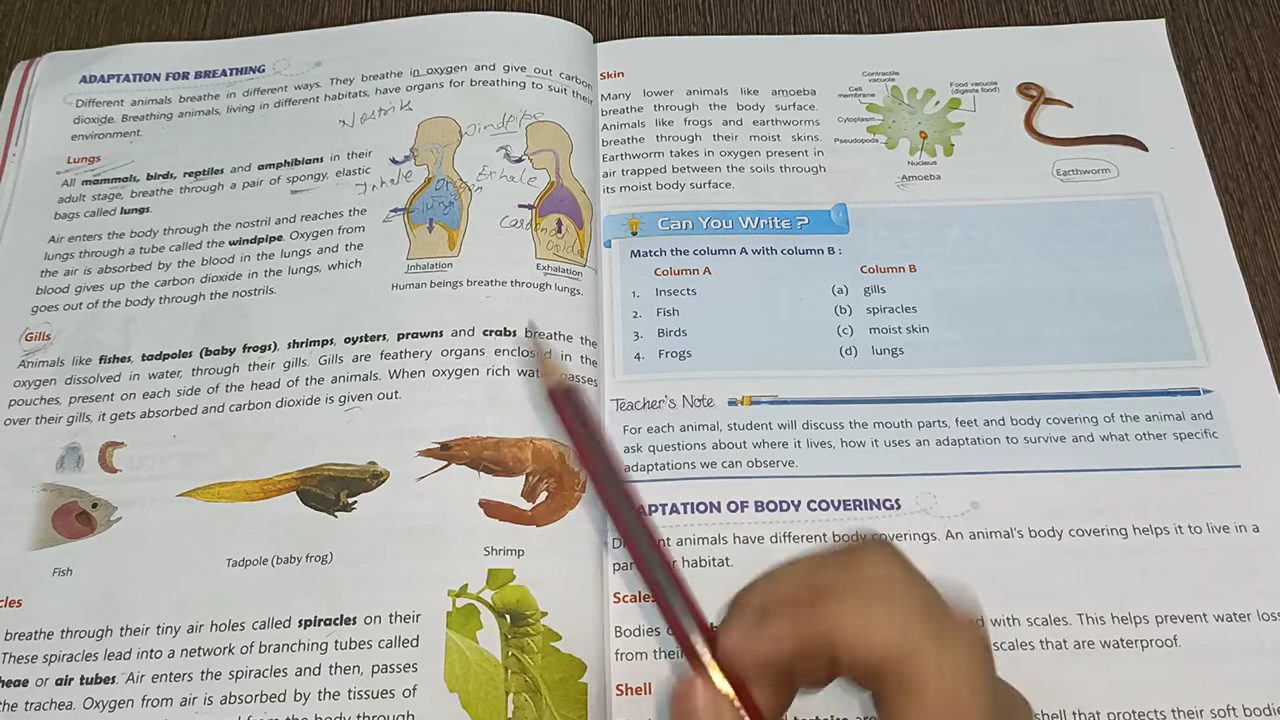 ADAPTATION FOR BREATHING
Different animals breathe in different ways. They breathe in oxygen and give out carbon
dioxide. Breathing animals, living in different habitats, have organs for breathing to suit their
environment.
Nostrils
Windpipe
Lungs
All mammals, birds, reptiles and amphibians in their
adult stage, breathe through a pair of spongy, elastic
bags called lungs.
Inhale
Exhale
Oxygen
Lung
Air enters the body through the nostril and reaches the
lungs through a tube called the windpipe. Oxygen from
the air is absorbed by the blood in the lungs and the
blood gives up the carbon dioxide in the lungs, which
goes out of the body through the nostrils.
Inhalation
Exhalation
Human beings breathe through lungs.
Gills
Animals like fishes, tadpoles (baby frogs), shrimps, oysters, prawns and crabs breathe the
oxygen dissolved in water, through their gills. Gills are feathery organs enclosed in the
pouches, present on each side of the head of the animals. When oxygen rich water passes
over their gills, it gets absorbed and carbon dioxide is given out.
Fish
Tadpole (baby frog)
Shrimp
cles
breathe through their tiny air holes called spiracles on their
These spiracles lead into a network of branching tubes called
heae or air tubes. Air enters the spiracles and then, passes
the trachea. Oxygen from air is absorbed by the tissues of
the body through
Skin
Many lower animals like amoeba
breathe through the body surface.
Animals like frogs and earthworms
breathe through their moist skins.
Earthworm takes in oxygen present in
air trapped between the soils through
its moist body surface.
Contractile
vacuole
Cell
membrane
Food vacuole
(digests food)
Cytoplasm
Pseudopods
Nucleus
Amoeba
Earthworm
Can You Write ?
Match the column A with column B :
Column A Column B
1. Insects (a) gills
2. Fish (b) spiracles
3. Birds (c) moist skin
4. Frogs (d) lungs
Teacher's Note
For each animal, student will discuss the mouth parts, feet and body covering of the animal and
ask questions about where it lives, how it uses an adaptation to survive and what other specific
adaptations we can observe.
APTATION OF BODY COVERINGS
nt animals have different body coverings. An animal's body covering helps it to live in a
par r habitat.
Scales
Bodies d with scales. This helps prevent water loss
from their scales that are waterproof.
Shell
shell that protects their soft bodie